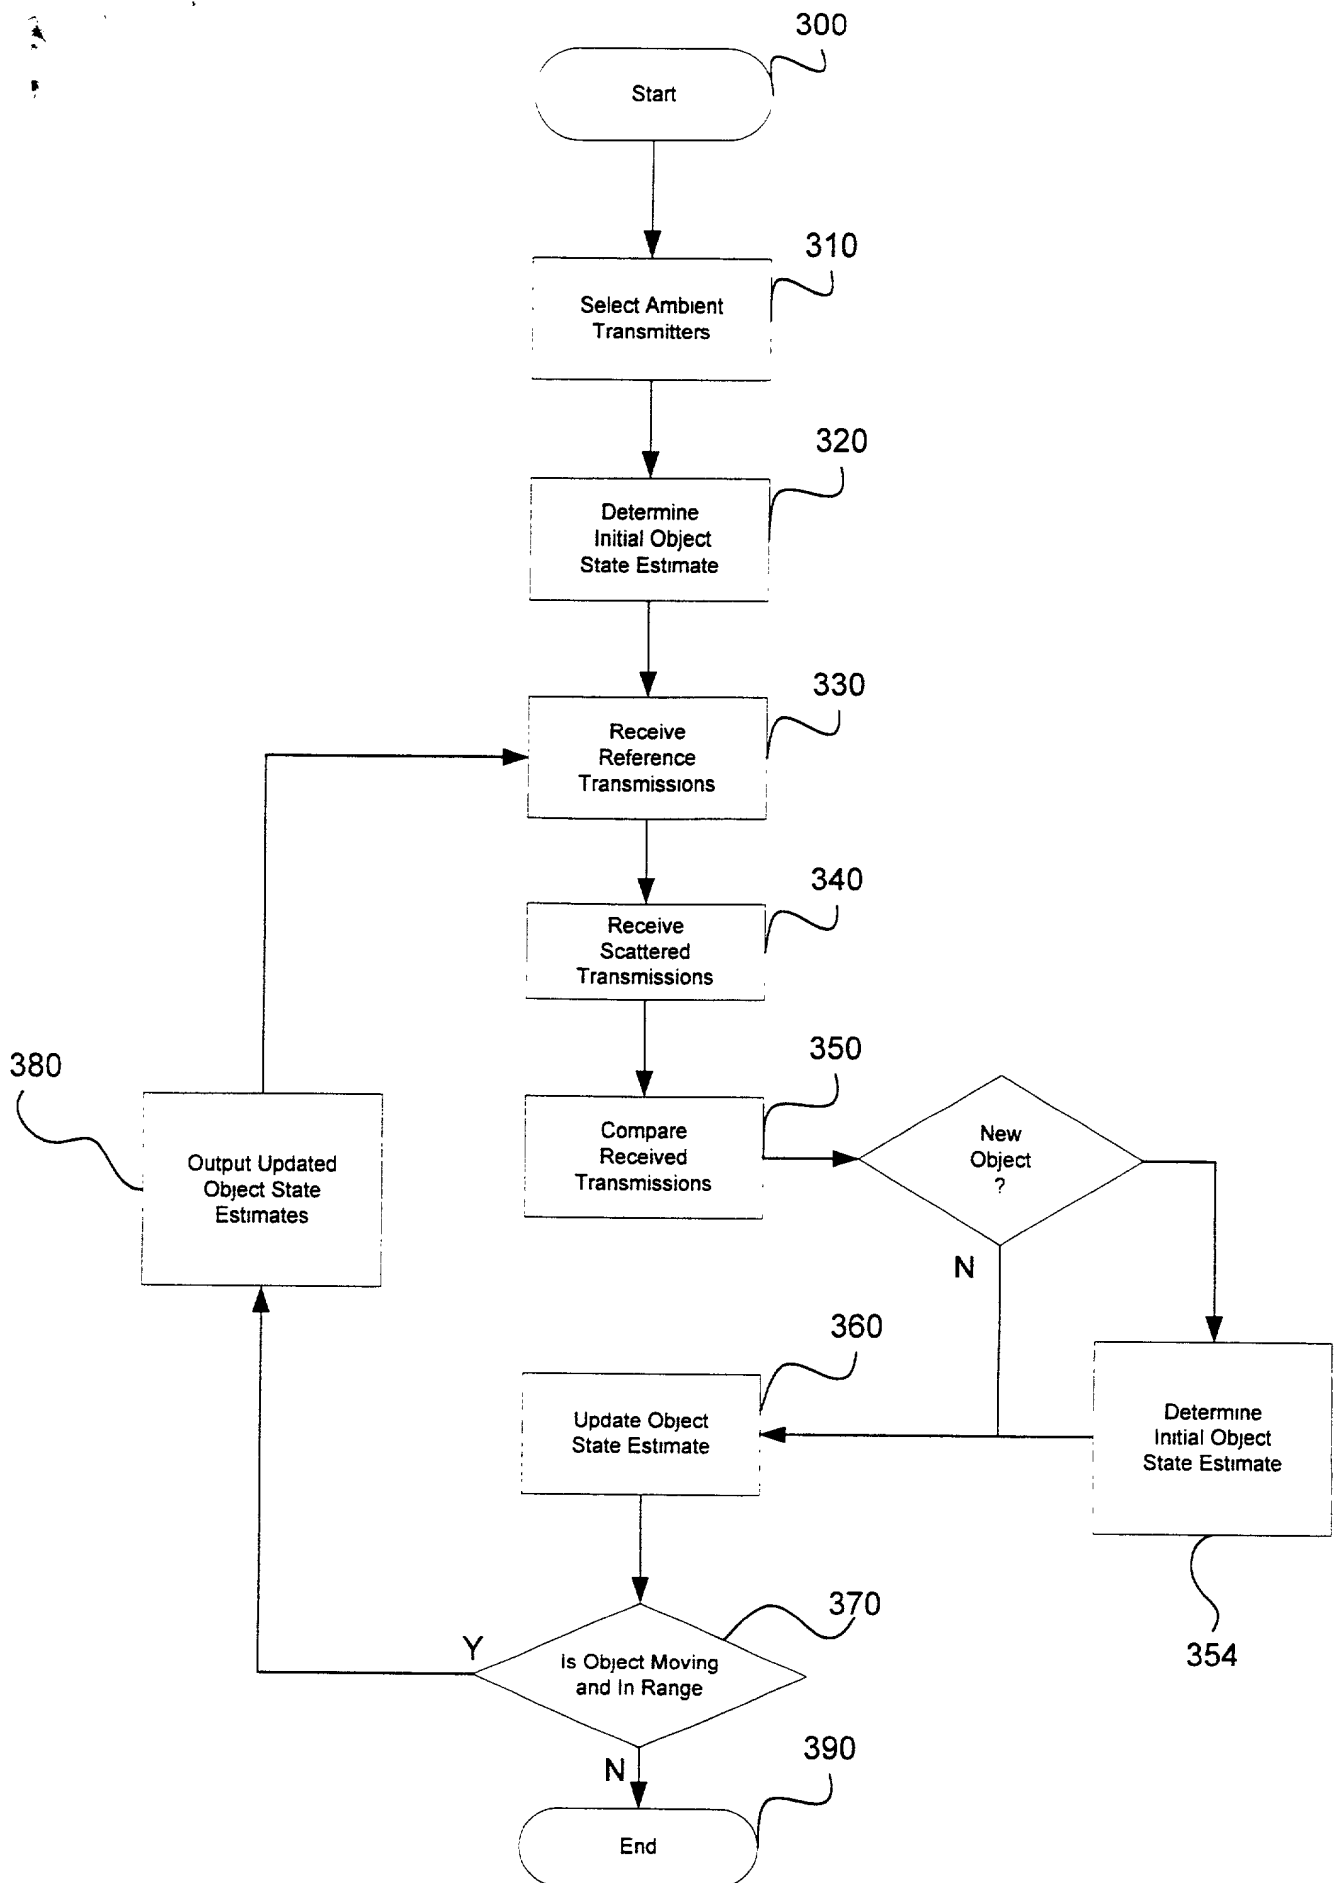 300
Start
310
Select Ambient
Transmitters
320
Determine
Initial Object
State Estimate
330
Receive
Reference
Transmissions
340
Receive
Scattered
Transmissions
350
Compare
Received
Transmissions
New
Object
?
N
380
Output Updated
Object State
Estimates
360
Update Object
State Estimate
Determine
Initial Object
State Estimate
354
370
Y
Is Object Moving
and In Range
N
390
End